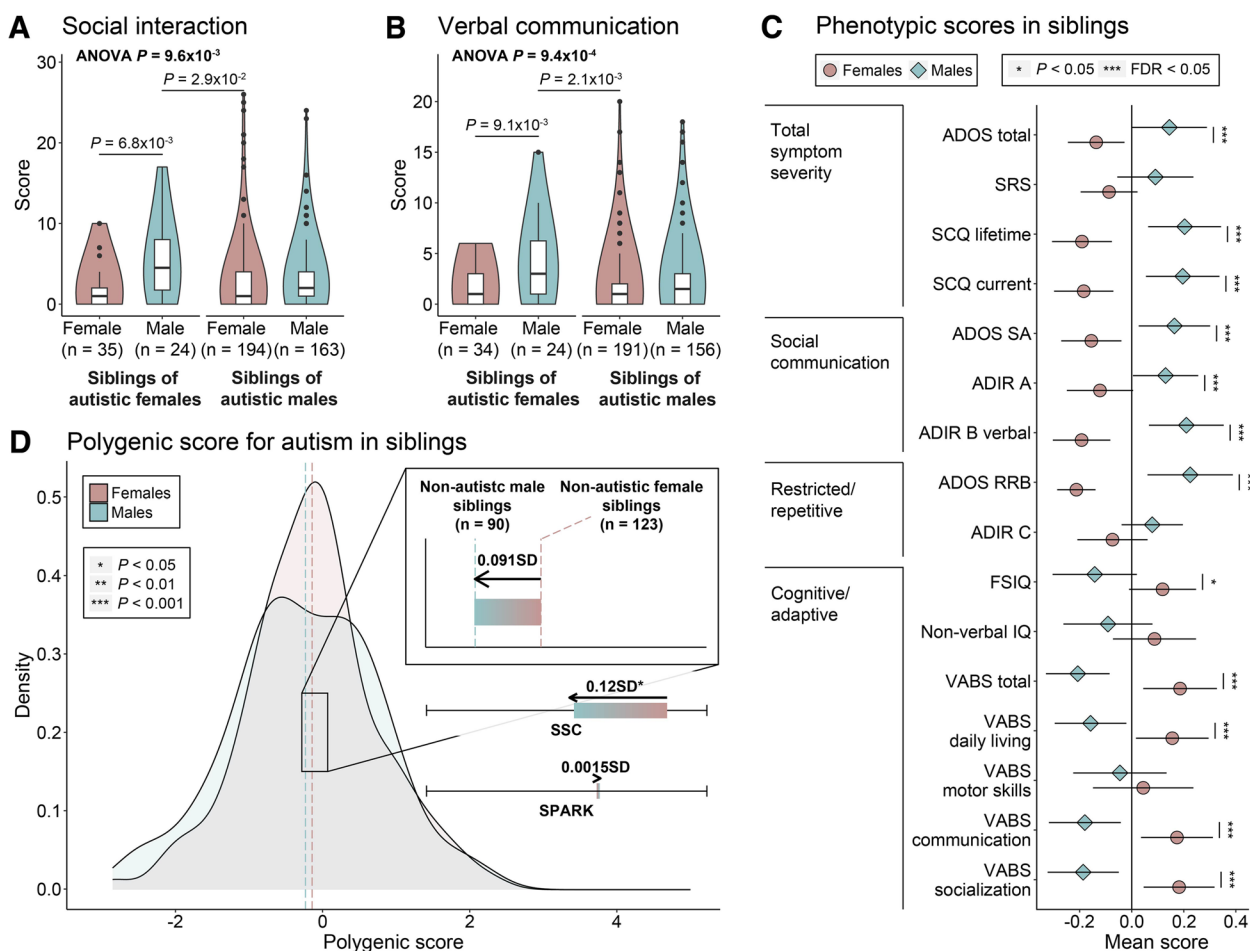 A Social interaction
ANOVA P = 9.6x10-3
P = 2.9x10-2
P = 6.8x10-3
Score
30
20
10
0
Female
(n = 35)
Male
(n = 24)
Female
(n = 194)
Male
(n = 163)
Siblings of
autistic females
Siblings of
autistic males
B Verbal communication
ANOVA P = 9.4x10-4
P = 2.1x10-3
P = 9.1x10-3
Score
20
15
10
5
0
Female
(n = 34)
Male
(n = 24)
Female
(n = 191)
Male
(n = 156)
Siblings of
autistic females
Siblings of
autistic males
C Phenotypic scores in siblings
Females Males
* P < 0.05 *** FDR < 0.05
Total
symptom
severity
ADOS total ***
SRS
SCQ lifetime ***
SCQ current ***
Social
communication
ADOS SA ***
ADIR A ***
ADIR B verbal ***
Restricted/
repetitive
ADOS RRB ***
ADIR C
Cognitive/
adaptive
FSIQ *
Non-verbal IQ
VABS total ***
VABS
daily living ***
VABS
motor skills
VABS
communication ***
VABS
socialization ***
-0.2 0.0 0.2 0.4
Mean score
D Polygenic score for autism in siblings
Females
Males
* P < 0.05
** P < 0.01
*** P < 0.001
Density
0.5
0.4
0.3
0.2
0.1
0.0
-2 0 2 4
Polygenic score
Non-autistc male
siblings
(n = 90)
Non-autistic female
siblings
(n = 123)
0.091SD
0.12SD*
SSC
0.0015SD
SPARK